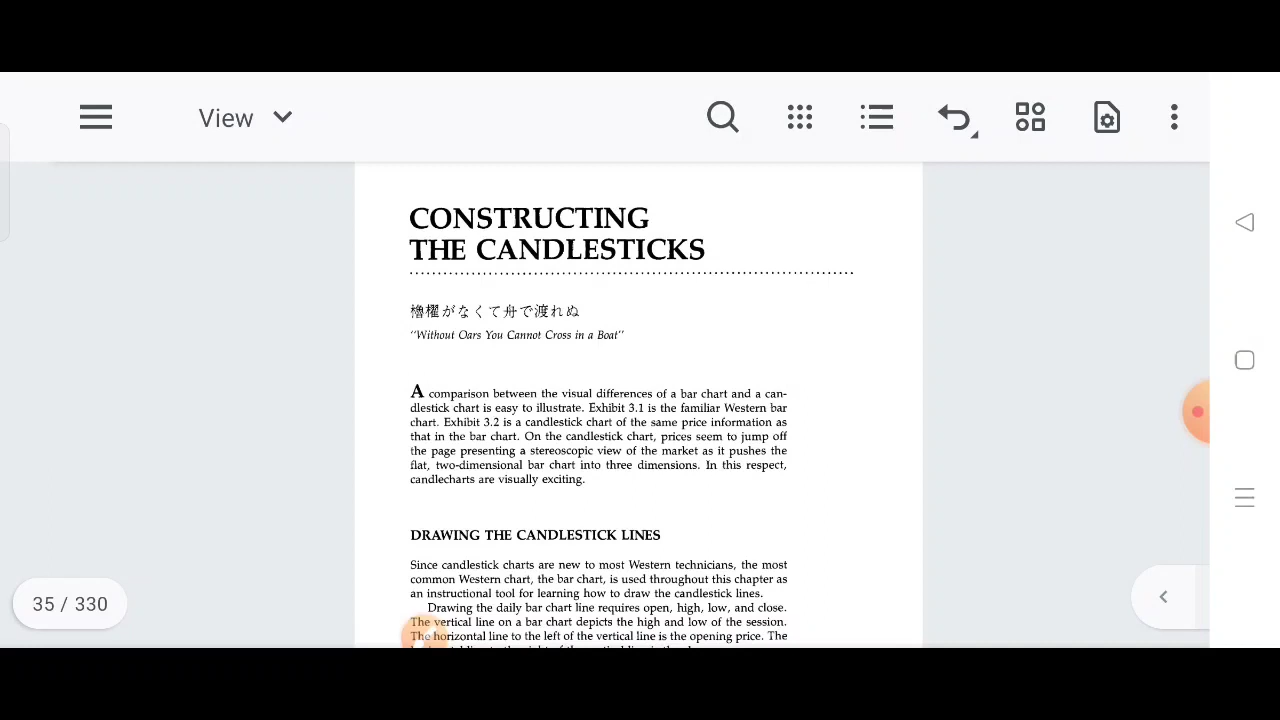 View
CONSTRUCTING
THE CANDLESTICKS
櫓櫂がなくて舟で渡れぬ
"Without Oars You Cannot Cross in a Boat"
A comparison between the visual differences of a bar chart and a can-
dlestick chart is easy to illustrate. Exhibit 3.1 is the familiar Western bar
chart. Exhibit 3.2 is a candlestick chart of the same price information as
that in the bar chart. On the candlestick chart, prices seem to jump off
the page presenting a stereoscopic view of the market as it pushes the
flat, two-dimensional bar chart into three dimensions. In this respect,
candlecharts are visually exciting.
DRAWING THE CANDLESTICK LINES
Since candlestick charts are new to most Western technicians, the most
common Western chart, the bar chart, is used throughout this chapter as
an instructional tool for learning how to draw the candlestick lines.
Drawing the daily bar chart line requires open, high, low, and close.
The vertical line on a bar chart depicts the high and low of the session.
The horizontal line to the left of the vertical line is the opening price. The
35 / 330